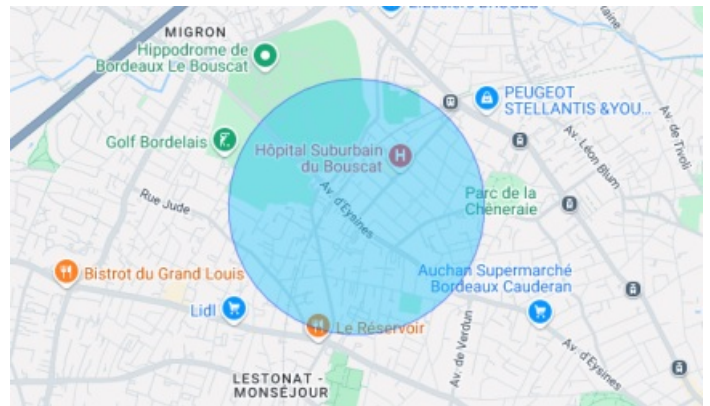 MIGRON
Hippodrome de
Bordeaux Le Bouscat
PEUGEOT
STELLANTIS &YOU...
Golf Bordelais
Hôpital Suburbain
du Bouscat
Av. Léon Blum
Av. de Tivoli
Rue Jude
Av. d'Eysines
Parc de la
Chêneraie
Bistrot du Grand Louis
Auchan Supermarché
Bordeaux Cauderan
Lidl
Le Réservoir
Av. de Verdun
Av. d'Eysines
LESTONAT -
MONSÉJOUR